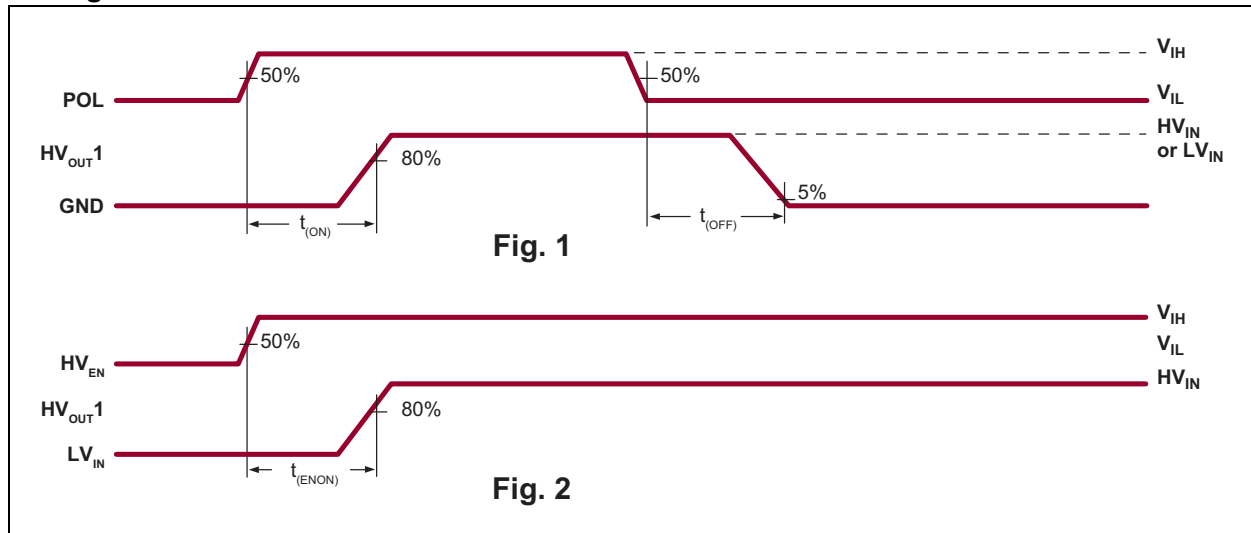 POL
50%
50%
V_IH
V_IL
HV_OUT1
80%
HV_IN
or LV_IN
GND
5%
t_(ON)
t_(OFF)
Fig. 1
HV_EN
50%
V_IH
V_IL
HV_OUT1
80%
HV_IN
LV_IN
t_(ENON)
Fig. 2